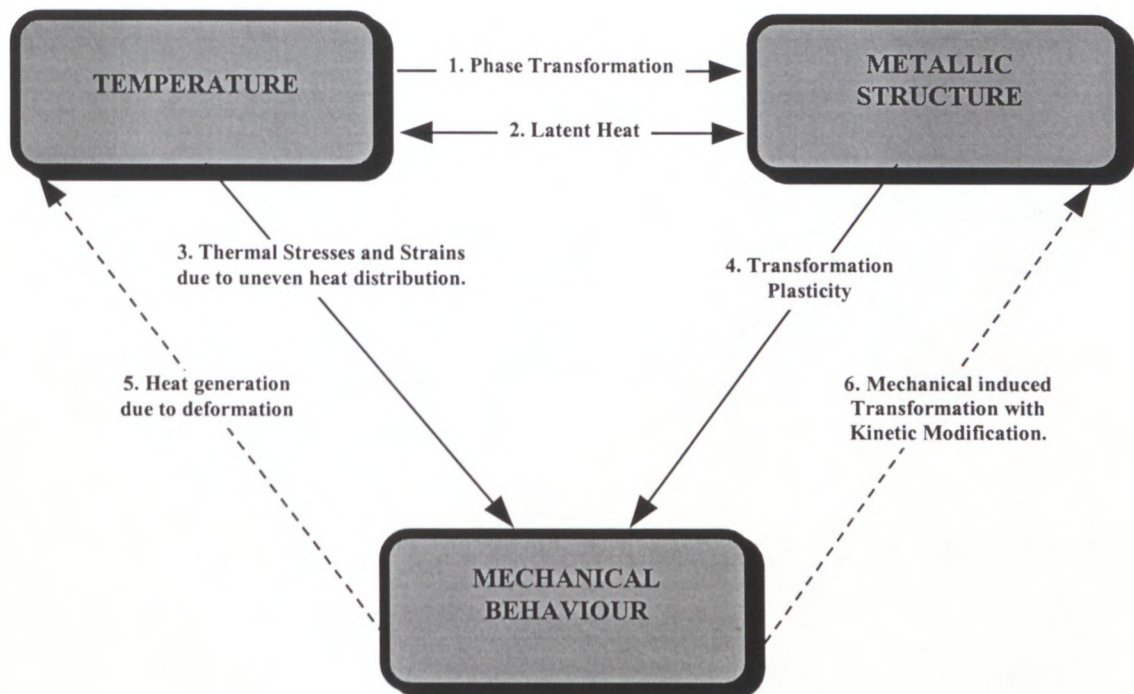 TEMPERATURE
1. Phase Transformation
METALLIC
STRUCTURE
2. Latent Heat
3. Thermal Stresses and Strains
due to uneven heat distribution.
4. Transformation
Plasticity
5. Heat generation
due to deformation
6. Mechanical induced
Transformation with
Kinetic Modification.
MECHANICAL
BEHAVIOUR